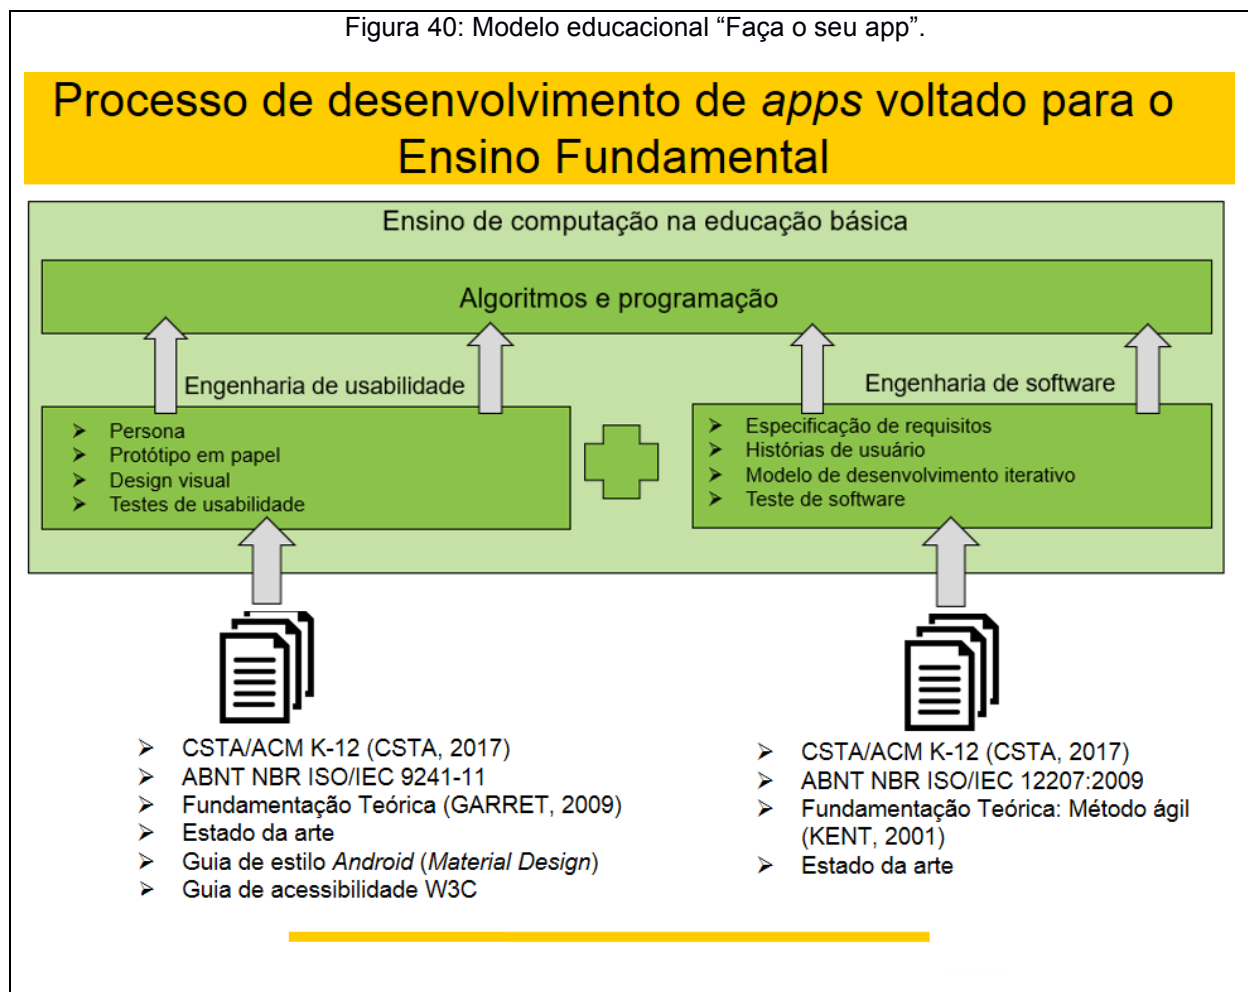 Figura 40: Modelo educacional “Faça o seu app”.
Processo de desenvolvimento de apps voltado para o
Ensino Fundamental
Ensino de computação na educação básica
Algoritmos e programação
Engenharia de usabilidade
➢ Persona
➢ Protótipo em papel
➢ Design visual
➢ Testes de usabilidade
Engenharia de software
➢ Especificação de requisitos
➢ Histórias de usuário
➢ Modelo de desenvolvimento iterativo
➢ Teste de software
➢ CSTA/ACM K-12 (CSTA, 2017)
➢ ABNT NBR ISO/IEC 9241-11
➢ Fundamentação Teórica (GARRET, 2009)
➢ Estado da arte
➢ Guia de estilo Android (Material Design)
➢ Guia de acessibilidade W3C
➢ CSTA/ACM K-12 (CSTA, 2017)
➢ ABNT NBR ISO/IEC 12207:2009
➢ Fundamentação Teórica: Método ágil
(KENT, 2001)
➢ Estado da arte